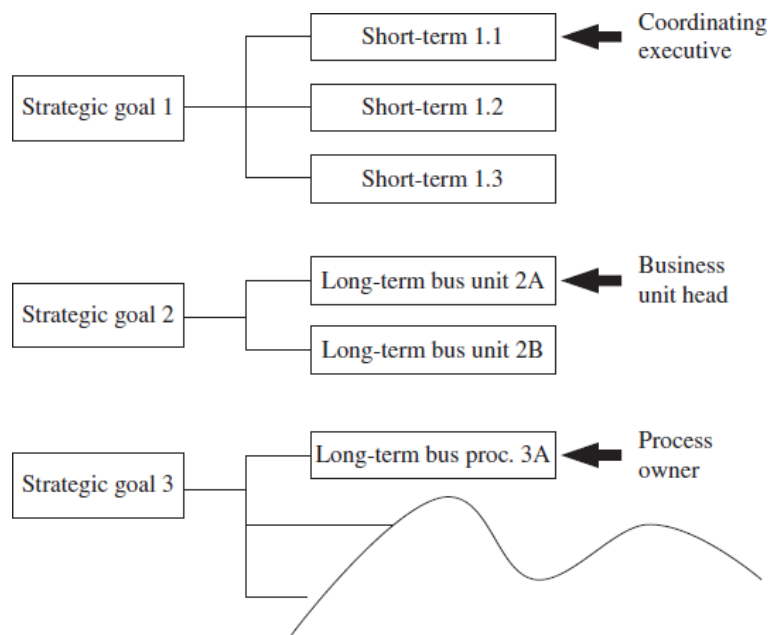 Short-term 1.1
Coordinating
executive
Strategic goal 1
Short-term 1.2
Short-term 1.3
Long-term bus unit 2A
Business
unit head
Strategic goal 2
Long-term bus unit 2B
Long-term bus proc. 3A
Process
owner
Strategic goal 3